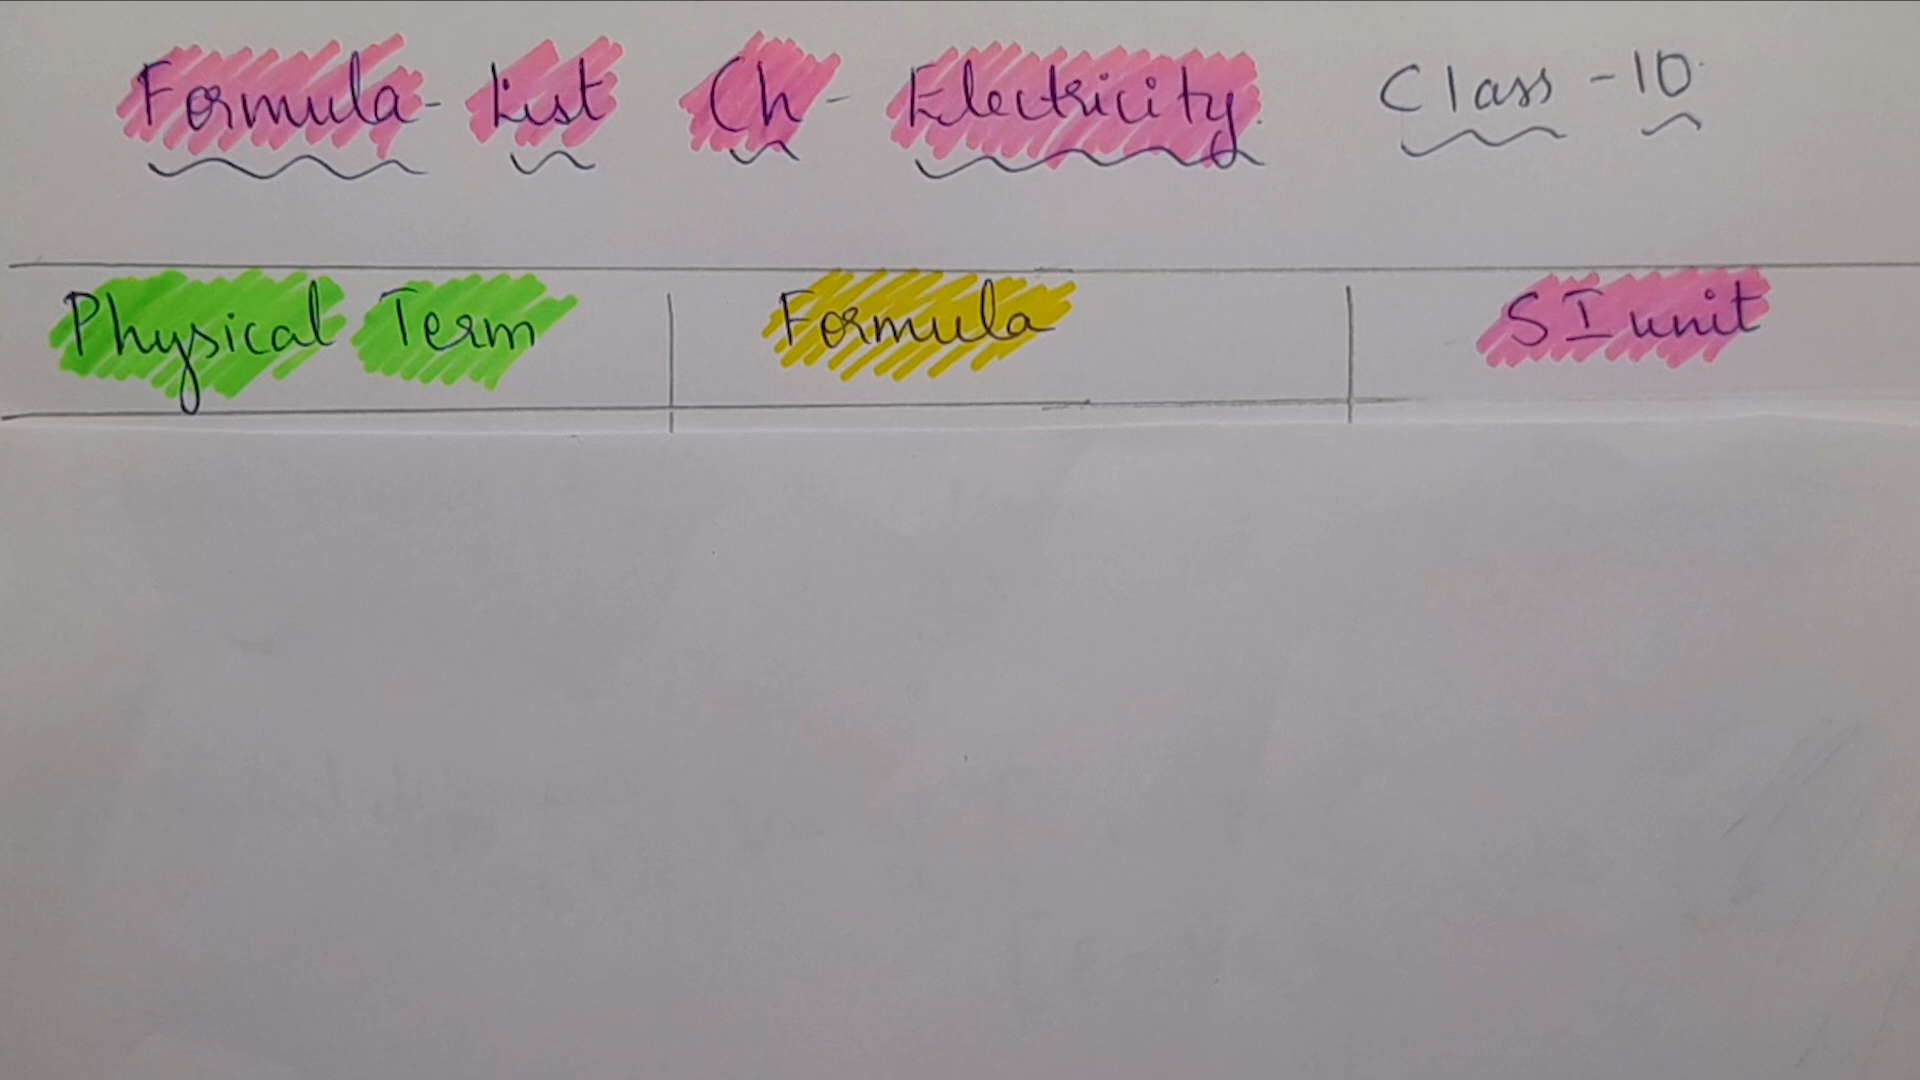 Formula- List Ch- Electricity. Class -10.
Physical Term Formula SI unit